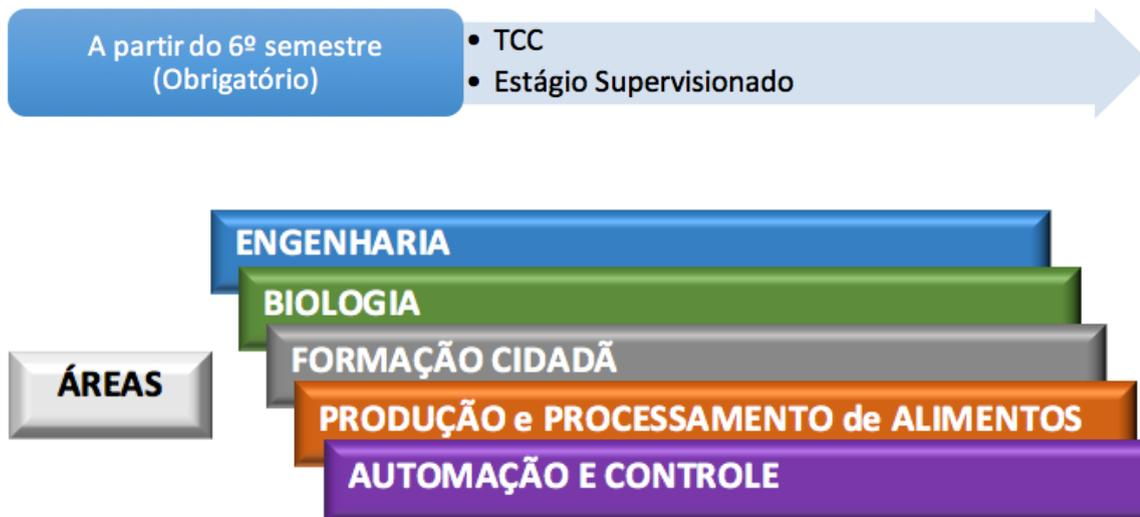 A partir do 6º semestre
(Obrigatório)
• TCC
• Estágio Supervisionado
ENGENHARIA
BIOLOGIA
FORMAÇÃO CIDADÃ
ÁREAS
PRODUÇÃO e PROCESSAMENTO de ALIMENTOS
AUTOMAÇÃO E CONTROLE